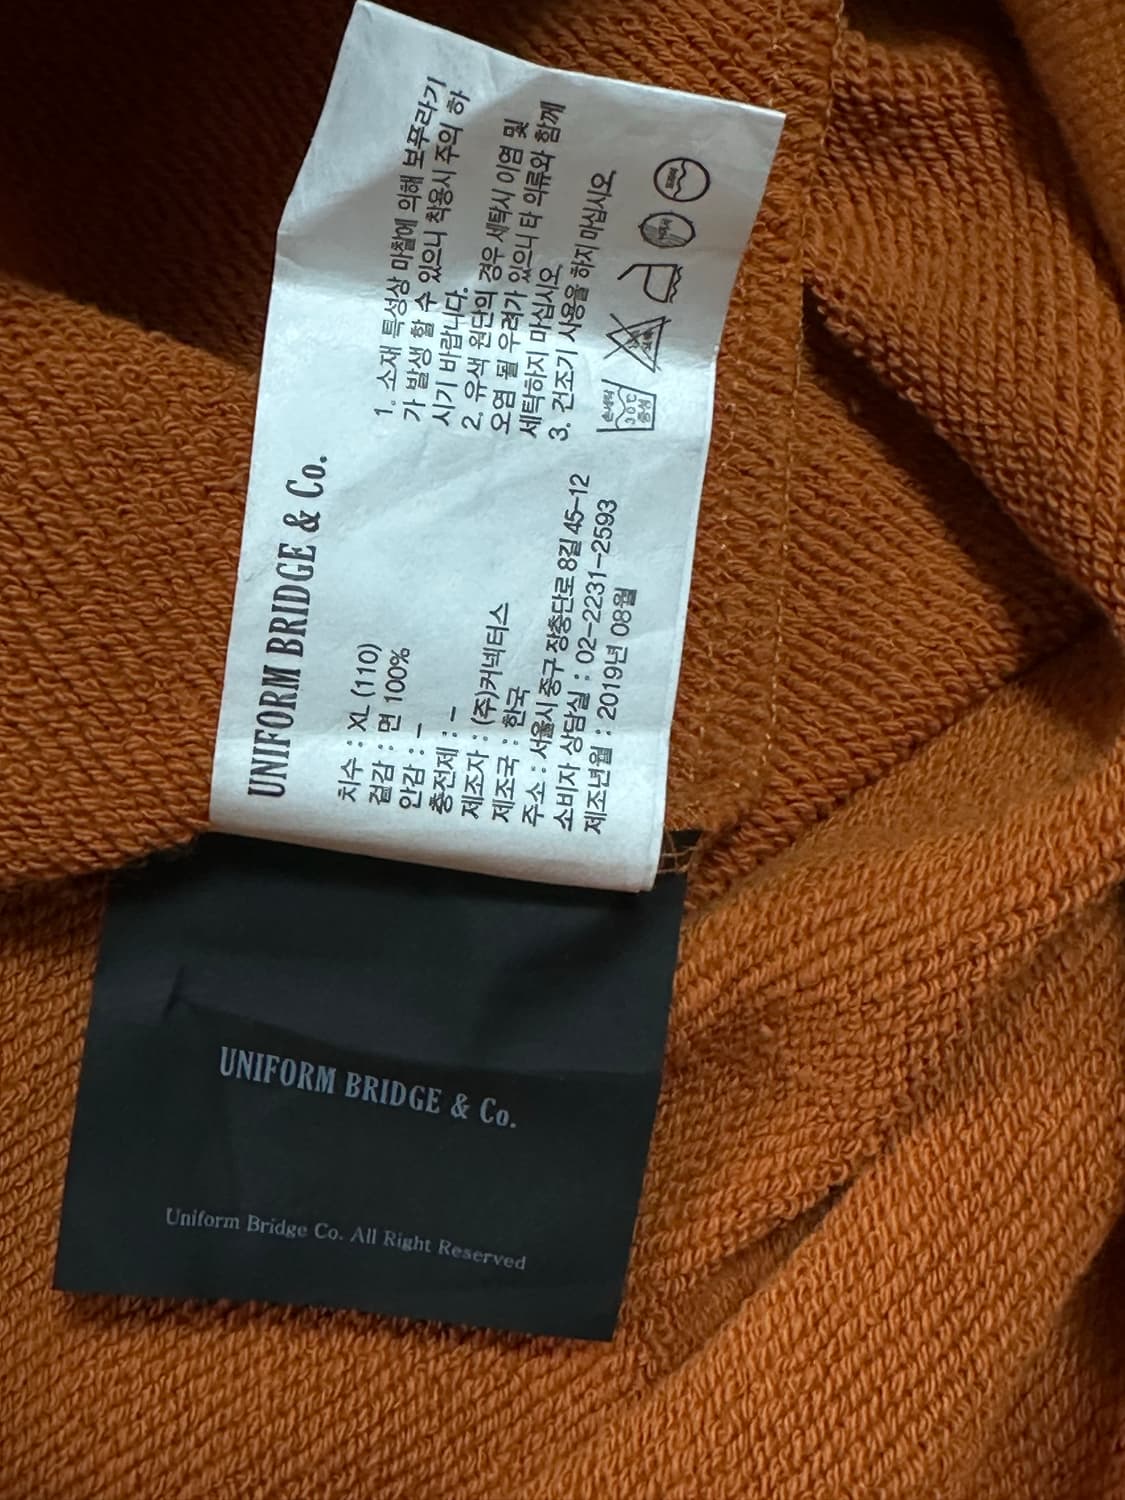 UNIFORM BRIDGE & Co.
치수 : XL (110)
겉감 : 면 100%
안감 : -
충전제 : -
제조자 : (주)커넥터스
제조국 : 한국
주소 : 서울시 중구 장충단로 8길 45-12
소비자 상담실 : 02-2231-2593
제조년월 : 2019년 08월
1. 소재 특성상 마찰에 의해 보푸라기
가 발생 할 수 있으니 착용시 주의 하
시기 바랍니다.
2. 유색 원단의 경우 세탁시 이염 및
오염 될 우려가 있으니 타 의류와 함께
세탁하지 마십시오.
3. 건조기 사용을 하지 마십시오
손세탁
30℃
중성
UNIFORM BRIDGE & Co.
Uniform Bridge Co. All Right Reserved